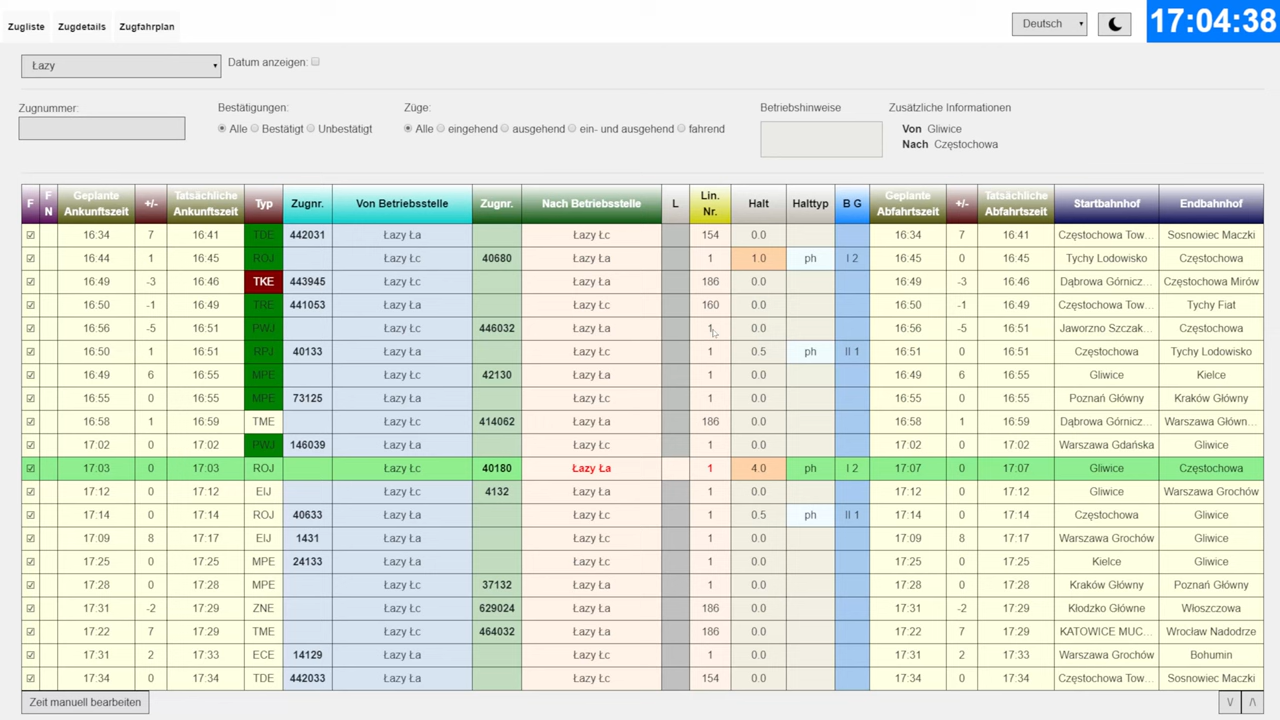 Zugliste Zugdetails Zugfahrplan Deutsch 17:04:38
Łazy Datum anzeigen:
Zugnummer: Bestätigungen: Züge: Betriebshinweise Zusätzliche Informationen
Alle Bestätigt Unbestätigt Alle eingehend ausgehend ein- und ausgehend fahrend
Von Gliwice
Nach Częstochowa
F F N Geplante Ankunftszeit +/- Tatsächliche Ankunftszeit Typ Zugnr. Von Betriebsstelle Zugnr. Nach Betriebsstelle L Lin. Nr. Halt Halttyp B G Geplante Abfahrtszeit +/- Tatsächliche Abfahrtszeit Startbahnhof Endbahnhof
16:34 7 16:41 TDE 442031 Łazy Ła Łazy Łc 154 0.0 16:34 7 16:41 Częstochowa Tow... Sosnowiec Maczki
16:44 1 16:45 ROJ Łazy Łc 40680 Łazy Ła 1 1.0 ph I 2 16:45 0 16:45 Tychy Lodowisko Częstochowa
16:49 -3 16:46 TKE 443945 Łazy Łc Łazy Ła 186 0.0 16:49 -3 16:46 Dąbrowa Górnicz... Częstochowa Mirów
16:50 -1 16:49 TRE 441053 Łazy Ła Łazy Łc 160 0.0 16:50 -1 16:49 Częstochowa Tow... Tychy Fiat
16:56 -5 16:51 PWJ Łazy Łc 446032 Łazy Ła 1 0.0 16:56 -5 16:51 Jaworzno Szczak... Częstochowa
16:50 1 16:51 RPJ 40133 Łazy Ła Łazy Łc 1 0.5 ph II 1 16:51 0 16:51 Częstochowa Tychy Lodowisko
16:49 6 16:55 MPE Łazy Łc 42130 Łazy Ła 1 0.0 16:49 6 16:55 Gliwice Kielce
16:55 0 16:55 MPE 73125 Łazy Ła Łazy Łc 1 0.0 16:55 0 16:55 Poznań Główny Kraków Główny
16:58 1 16:59 TME Łazy Łc 414062 Łazy Ła 186 0.0 16:58 1 16:59 Dąbrowa Górnicz... Warszawa Główn...
17:02 0 17:02 PWJ 146039 Łazy Ła Łazy Łc 1 0.0 17:02 0 17:02 Warszawa Gdańska Gliwice
17:03 0 17:03 ROJ Łazy Łc 40180 Łazy Ła 1 4.0 ph I 2 17:07 0 17:07 Gliwice Częstochowa
17:12 0 17:12 EIJ Łazy Łc 4132 Łazy Ła 1 0.0 17:12 0 17:12 Gliwice Warszawa Grochów
17:14 0 17:14 ROJ 40633 Łazy Ła Łazy Łc 1 0.5 ph II 1 17:14 0 17:14 Częstochowa Gliwice
17:09 8 17:17 EIJ 1431 Łazy Ła Łazy Łc 1 0.0 17:09 8 17:17 Warszawa Grochów Gliwice
17:25 0 17:25 MPE 24133 Łazy Ła Łazy Łc 1 0.0 17:25 0 17:25 Kielce Gliwice
17:28 0 17:28 MPE Łazy Łc 37132 Łazy Ła 1 0.0 17:28 0 17:28 Kraków Główny Poznań Główny
17:31 -2 17:29 ZNE Łazy Łc 629024 Łazy Ła 186 0.0 17:31 -2 17:29 Kłodzko Główne Włoszczowa
17:22 7 17:29 TME Łazy Łc 464032 Łazy Ła 186 0.0 17:22 7 17:29 KATOWICE MUC... Wrocław Nadodrze
17:31 2 17:33 ECE 14129 Łazy Ła Łazy Łc 1 0.0 17:31 2 17:33 Warszawa Grochów Bohumin
17:34 0 17:34 TDE 442033 Łazy Ła Łazy Łc 154 0.0 17:34 0 17:34 Częstochowa Tow... Sosnowiec Maczki
Zeit manuell bearbeiten V Λ